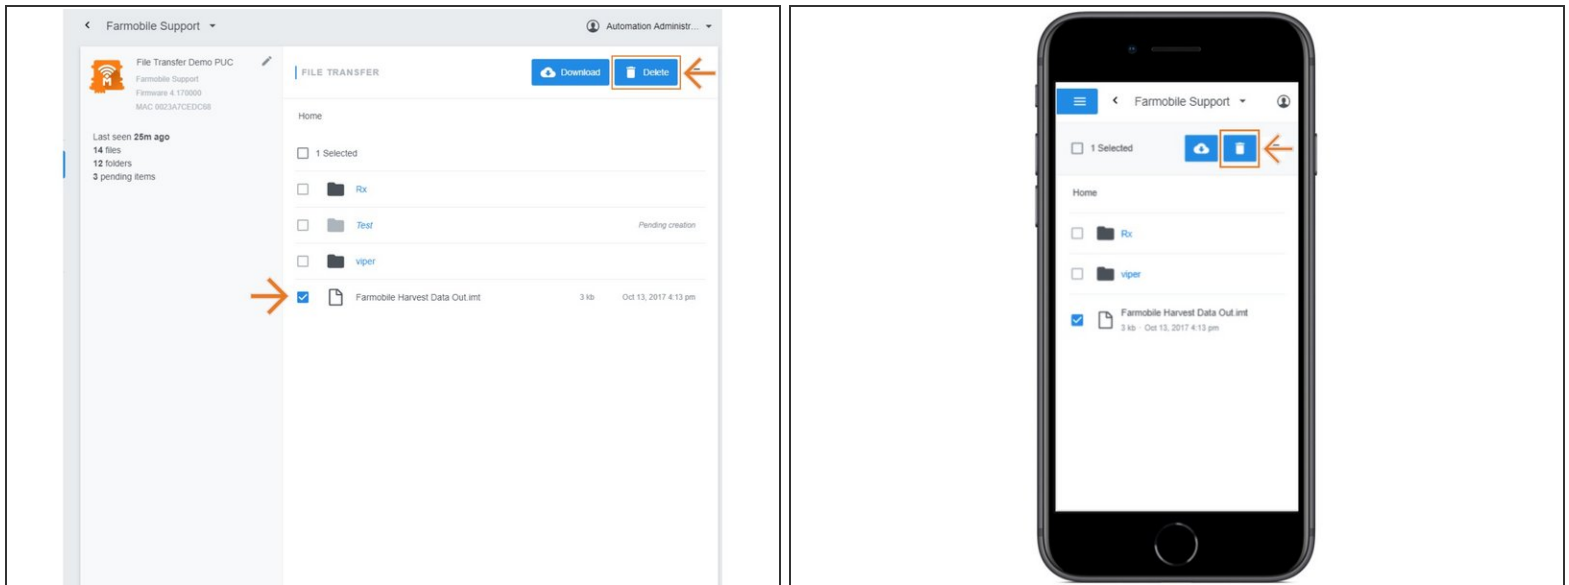 Farmobile Support
Automation Administr...
File Transfer Demo PUC
Farmobile Support
Firmware 4.170000
MAC 0023A7CEDC88
Last seen 25m ago
14 files
12 folders
3 pending items
FILE TRANSFER
Download
Delete
Home
1 Selected
Rx
Test
Pending creation
viper
Farmobile Harvest Data Out.imt
3 kb
Oct 13, 2017 4:13 pm
Farmobile Support
1 Selected
Home
Rx
viper
Farmobile Harvest Data Out.imt
3 kb · Oct 13, 2017 4:13 pm